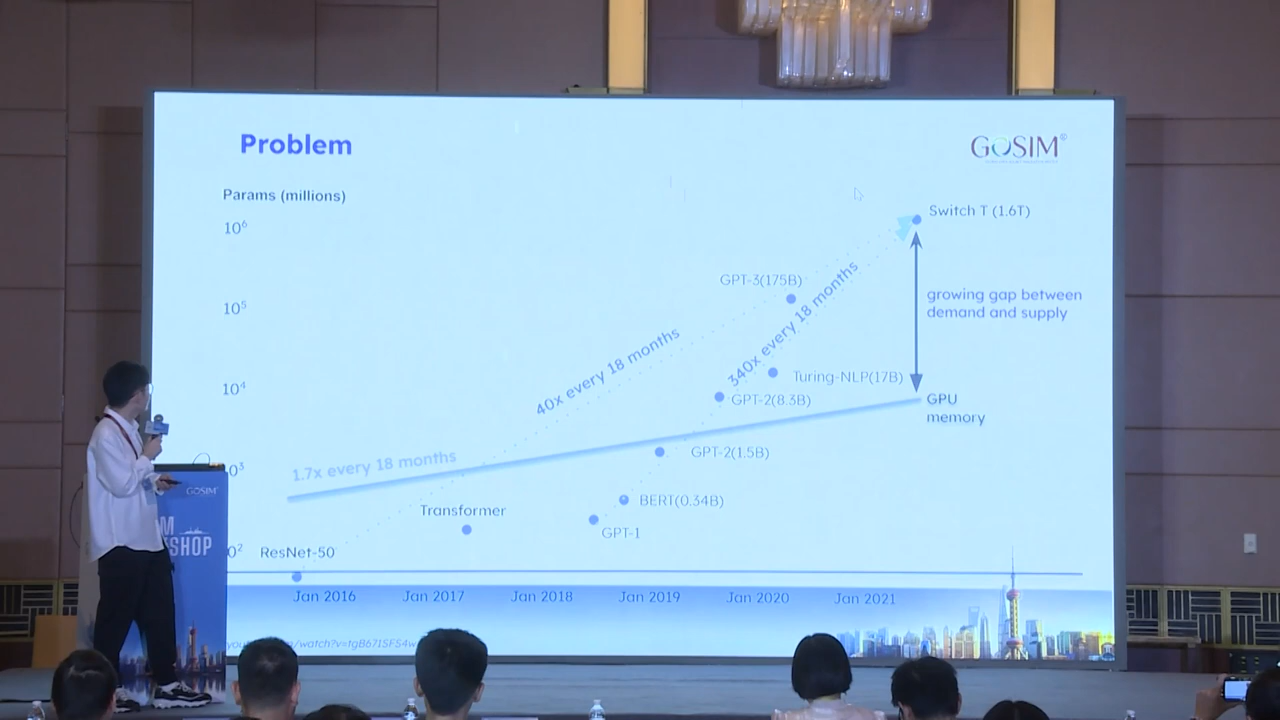 Problem
GOSIM
Params (millions)
10⁶
10⁵
10⁴
10³
10²
Switch T (1.6T)
GPT-3(175B)
growing gap between
demand and supply
40x every 18 months
340x every 18 months
Turing-NLP(17B)
GPT-2(8.3B)
GPU
memory
1.7x every 18 months
GPT-2(1.5B)
BERT(0.34B)
Transformer
GPT-1
ResNet-50
Jan 2016
Jan 2017
Jan 2018
Jan 2019
Jan 2020
Jan 2021
GOSIM
SHOP